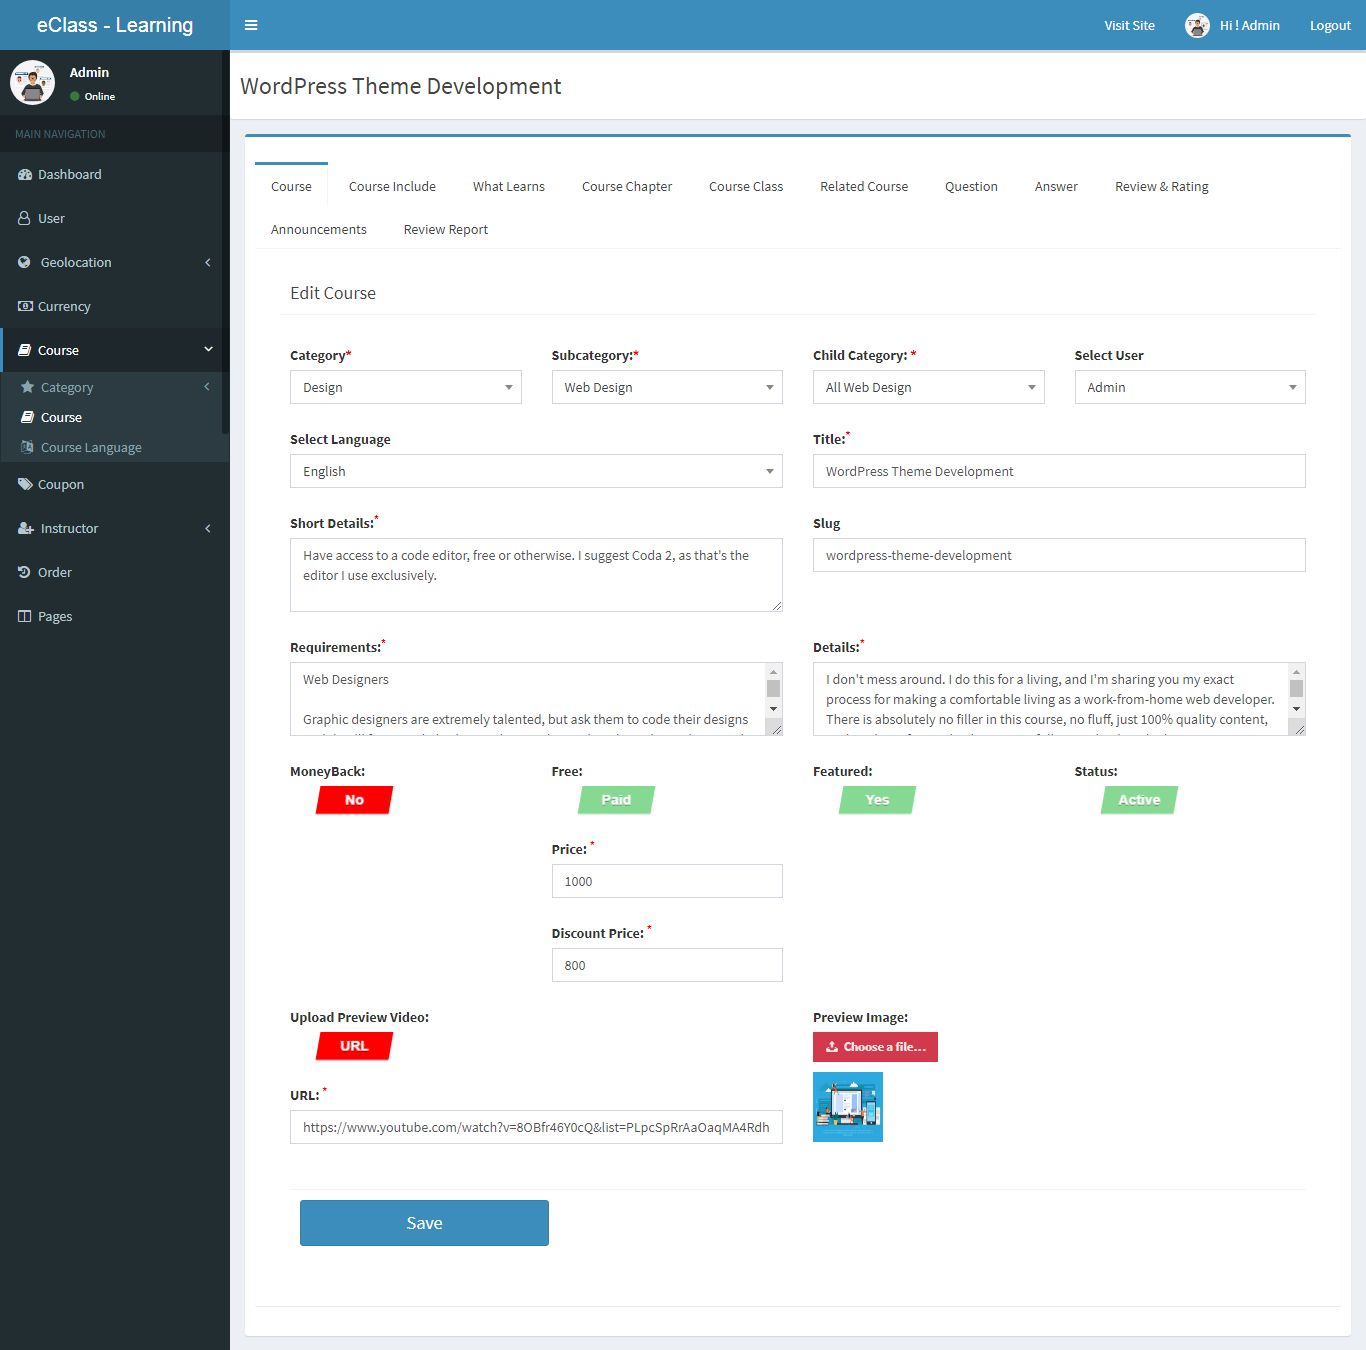 eClass - Learning
Visit Site
Hi ! Admin
Logout
Admin
Online
MAIN NAVIGATION
Dashboard
User
Geolocation
Currency
Course
Category
Course
Course Language
Coupon
Instructor
Order
Pages
WordPress Theme Development
Course
Course Include
What Learns
Course Chapter
Course Class
Related Course
Question
Answer
Review & Rating
Announcements
Review Report
Edit Course
Category*
Subcategory:*
Child Category: *
Select User
Design
Web Design
All Web Design
Admin
Select Language
Title:*
English
WordPress Theme Development
Short Details:*
Slug
Have access to a code editor, free or otherwise. I suggest Coda 2, as that's the
editor I use exclusively.
wordpress-theme-development
Requirements:*
Details:*
Web Designers
Graphic designers are extremely talented, but ask them to code their designs
I don't mess around. I do this for a living, and I'm sharing you my exact
process for making a comfortable living as a work-from-home web developer.
There is absolutely no filler in this course, no fluff, just 100% quality content,
MoneyBack:
Free:
Featured:
Status:
No
Paid
Yes
Active
Price: *
1000
Discount Price: *
800
Upload Preview Video:
Preview Image:
URL
Choose a file...
URL: *
https://www.youtube.com/watch?v=8OBfr46Y0cQ&list=PLpcSpRrAaOaqMA4Rdh
Save